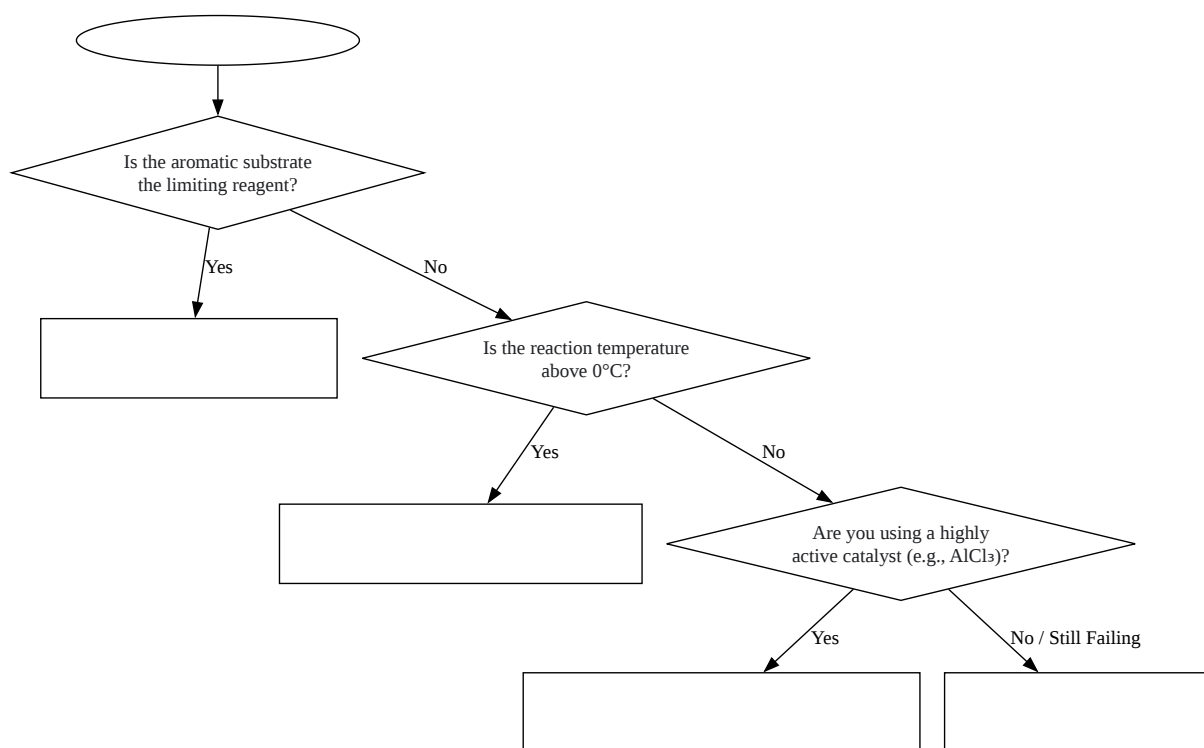 Is the aromatic substrate
the limiting reagent?
Yes
No
Is the reaction temperature
above 0°C?
Yes
No
Are you using a highly
active catalyst (e.g., AlCl₃)?
Yes
No / Still Failing